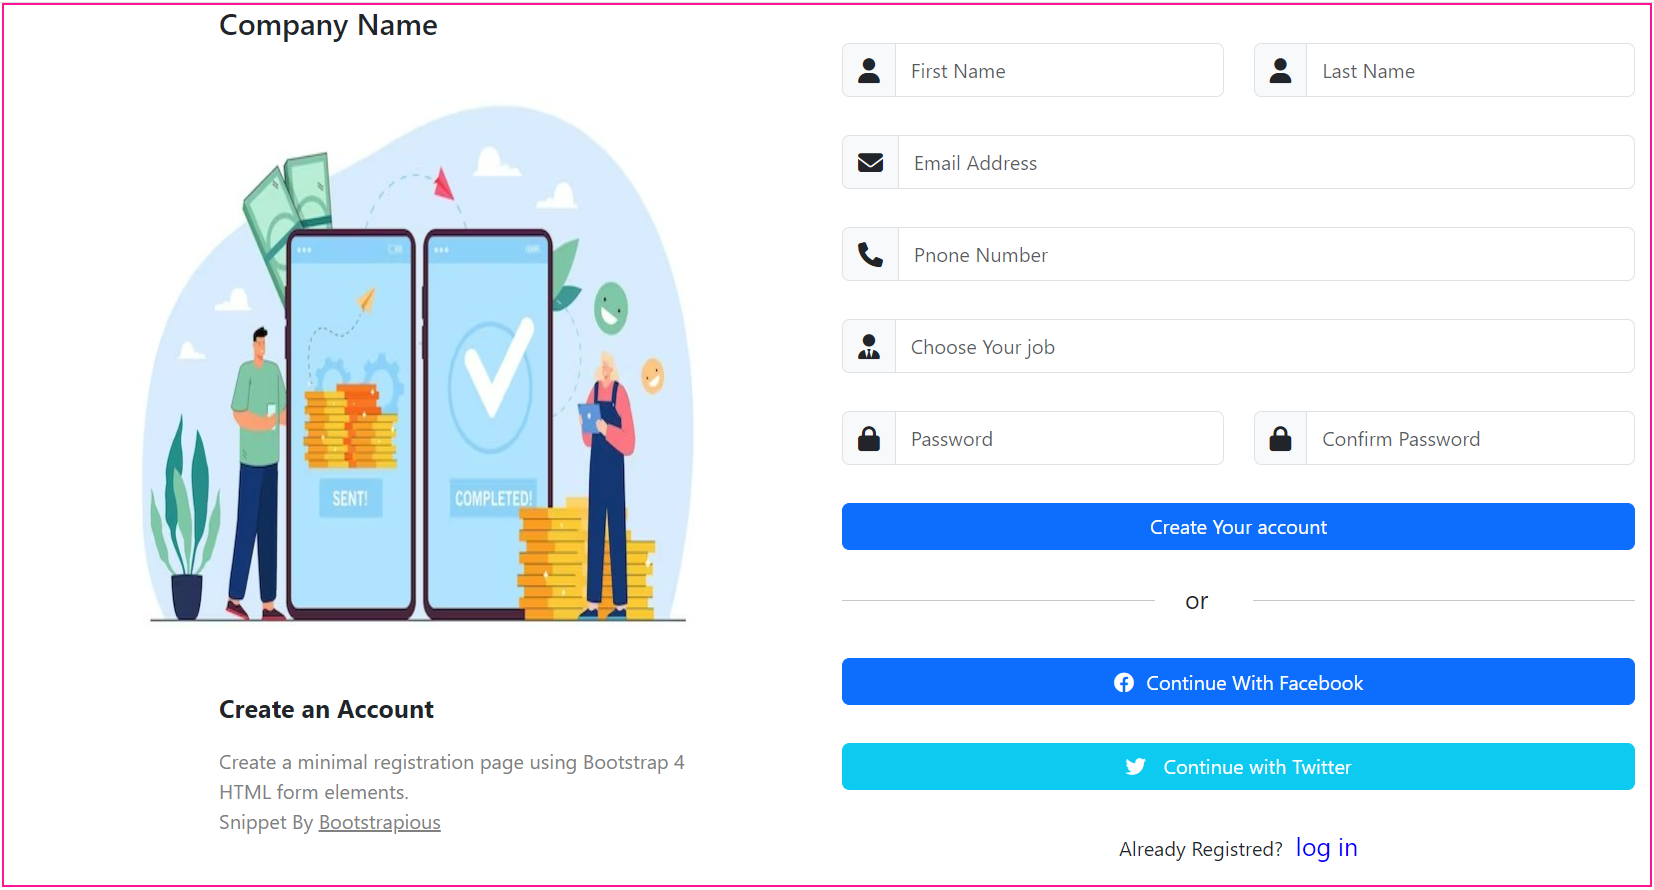 Company Name
SENT!
COMPLETED!
Create an Account
Create a minimal registration page using Bootstrap 4
HTML form elements.
Snippet By Bootstrapious
First Name
Last Name
Email Address
Pnone Number
Choose Your job
Password
Confirm Password
Create Your account
or
Continue With Facebook
Continue with Twitter
Already Registred? log in